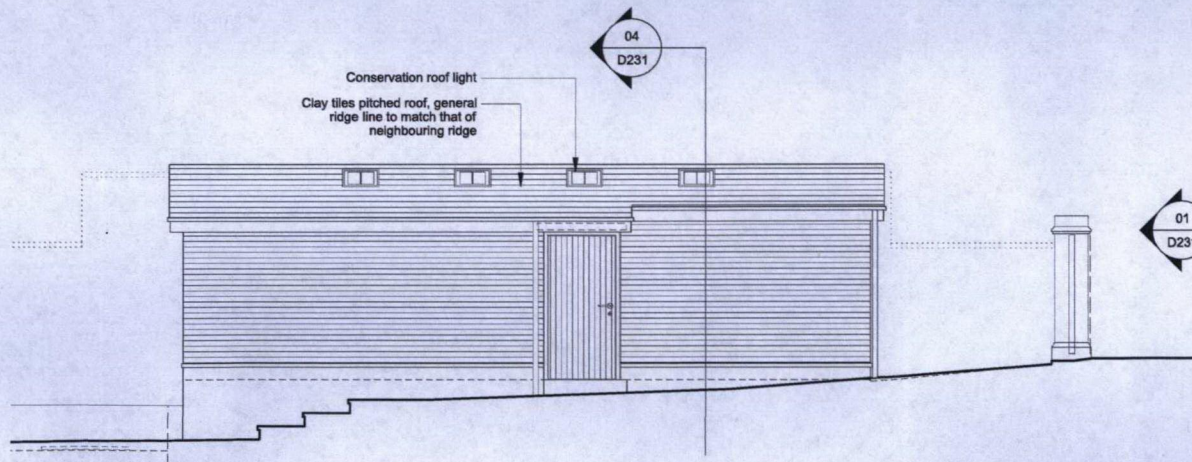 04
D231
Conservation roof light
Clay tiles pitched roof, general
ridge line to match that of
neighbouring ridge
01